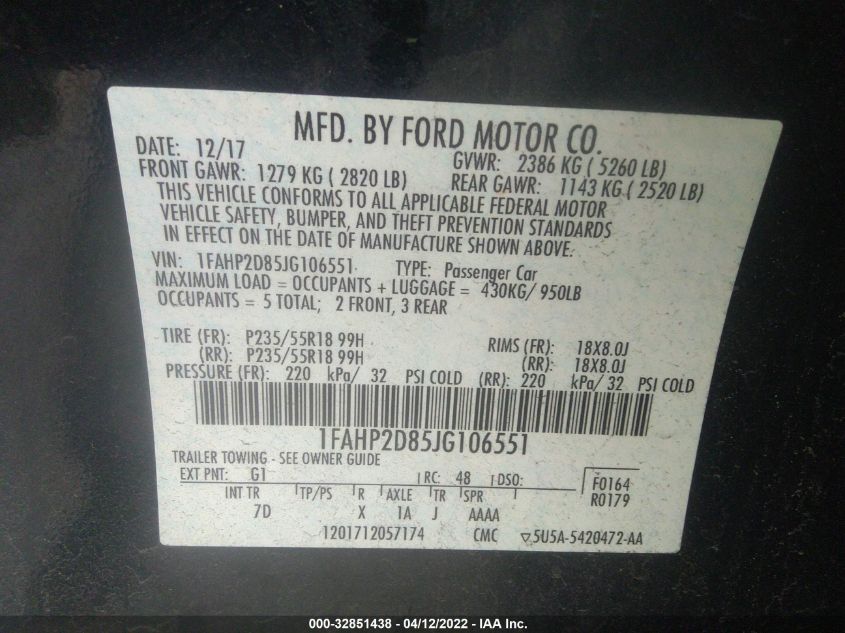 MFD. BY FORD MOTOR CO.
DATE: 12/17 GVWR: 2386 KG ( 5260 LB)
FRONT GAWR: 1279 KG ( 2820 LB) REAR GAWR: 1143 KG ( 2520 LB)
THIS VEHICLE CONFORMS TO ALL APPLICABLE FEDERAL MOTOR
VEHICLE SAFETY, BUMPER, AND THEFT PREVENTION STANDARDS
IN EFFECT ON THE DATE OF MANUFACTURE SHOWN ABOVE.
VIN: 1FAHP2D85JG106551 TYPE: Passenger Car
MAXIMUM LOAD = OCCUPANTS + LUGGAGE = 430KG/ 950LB
OCCUPANTS = 5 TOTAL; 2 FRONT, 3 REAR
TIRE (FR): P235/55R18 99H RIMS (FR): 18X8.0J
(RR): P235/55R18 99H (RR): 18X8.0J
PRESSURE (FR): 220 kPa/ 32 PSI COLD (RR): 220 kPa/ 32 PSI COLD
1FAHP2D85JG106551
TRAILER TOWING - SEE OWNER GUIDE
EXT PNT: G1 RC: 48 DSO: F0164
INT TR TP/PS R AXLE TR SPR R0179
7D X 1A J AAAA
1201712057174 CMC ▽5U5A-5420472-AA
000-32851438 - 04/12/2022 - IAA Inc.